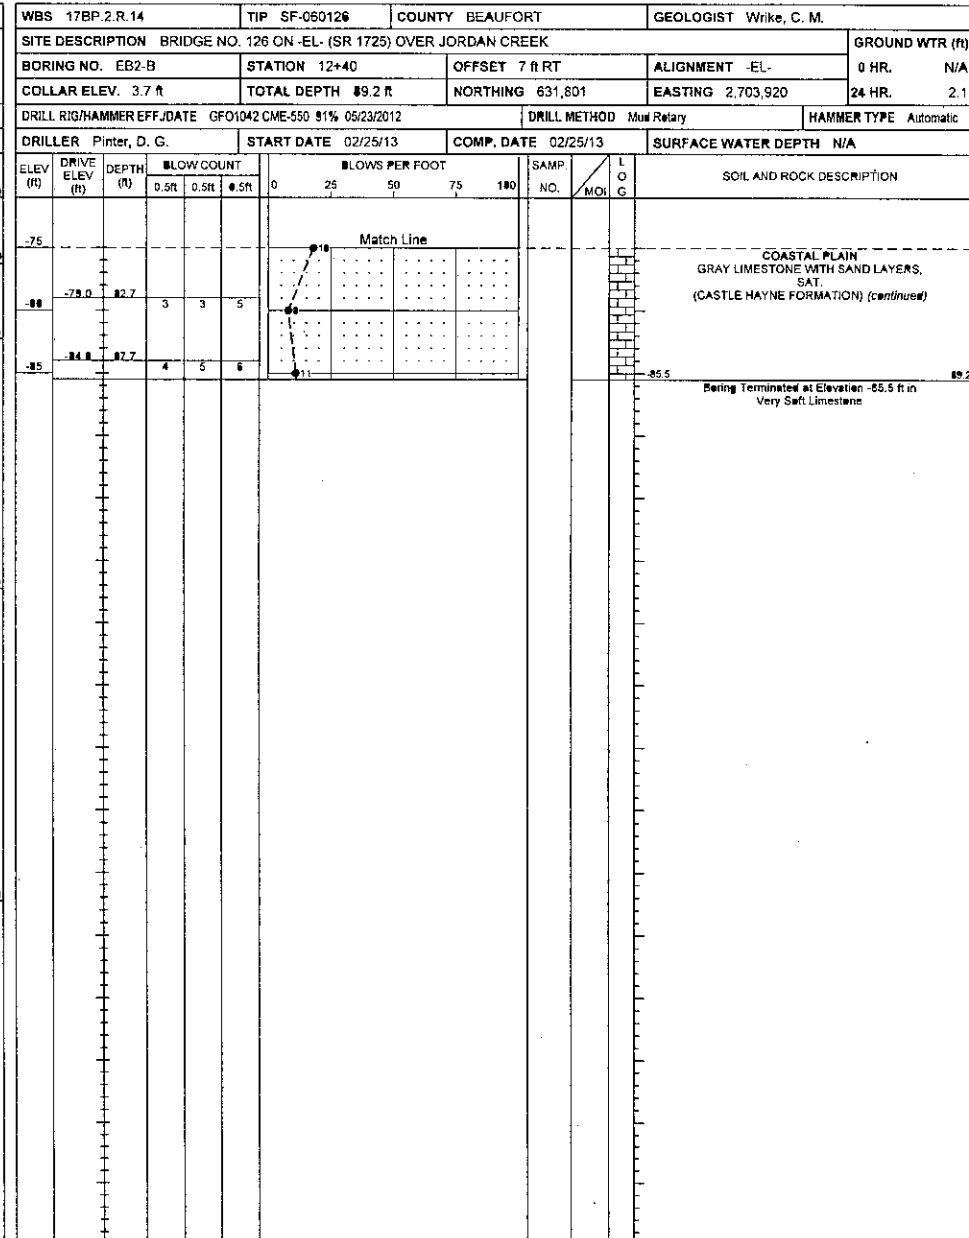 WBS 17BP.2.R.14 TIP SF-060126 COUNTY BEAUFORT GEOLOGIST Wrike, C. M.
SITE DESCRIPTION BRIDGE NO. 126 ON -EL- (SR 1725) OVER JORDAN CREEK GROUND WTR (ft)
BORING NO. EB2-B STATION 12+40 OFFSET 7 ft RT ALIGNMENT -EL- 0 HR. N/A
COLLAR ELEV. 3.7 ft TOTAL DEPTH 89.2 ft NORTHING 631,801 EASTING 2,703,920 24 HR. 2.1
DRILL RIG/HAMMER EFF./DATE GFO1042 CME-550 81% 05/23/2012 DRILL METHOD Mud Rotary HAMMER TYPE Automatic
DRILLER Pinter, D. G. START DATE 02/25/13 COMP. DATE 02/25/13 SURFACE WATER DEPTH N/A
ELEV (ft) DRIVE ELEV (ft) DEPTH (ft) BLOW COUNT BLOWS PER FOOT SAMP. NO. MOI LOG SOIL AND ROCK DESCRIPTION
0.5ft 0.5ft 0.5ft 0 25 50 75 100
-75 Match Line
18
COASTAL PLAIN
GRAY LIMESTONE WITH SAND LAYERS,
SAT.
(CASTLE HAYNE FORMATION) (continued)
-79.0 82.7
-80 3 3 5 8
87.7
-85 4 5 6 11
-85.5 89.2
Boring Terminated at Elevation -85.5 ft in
Very Soft Limestone